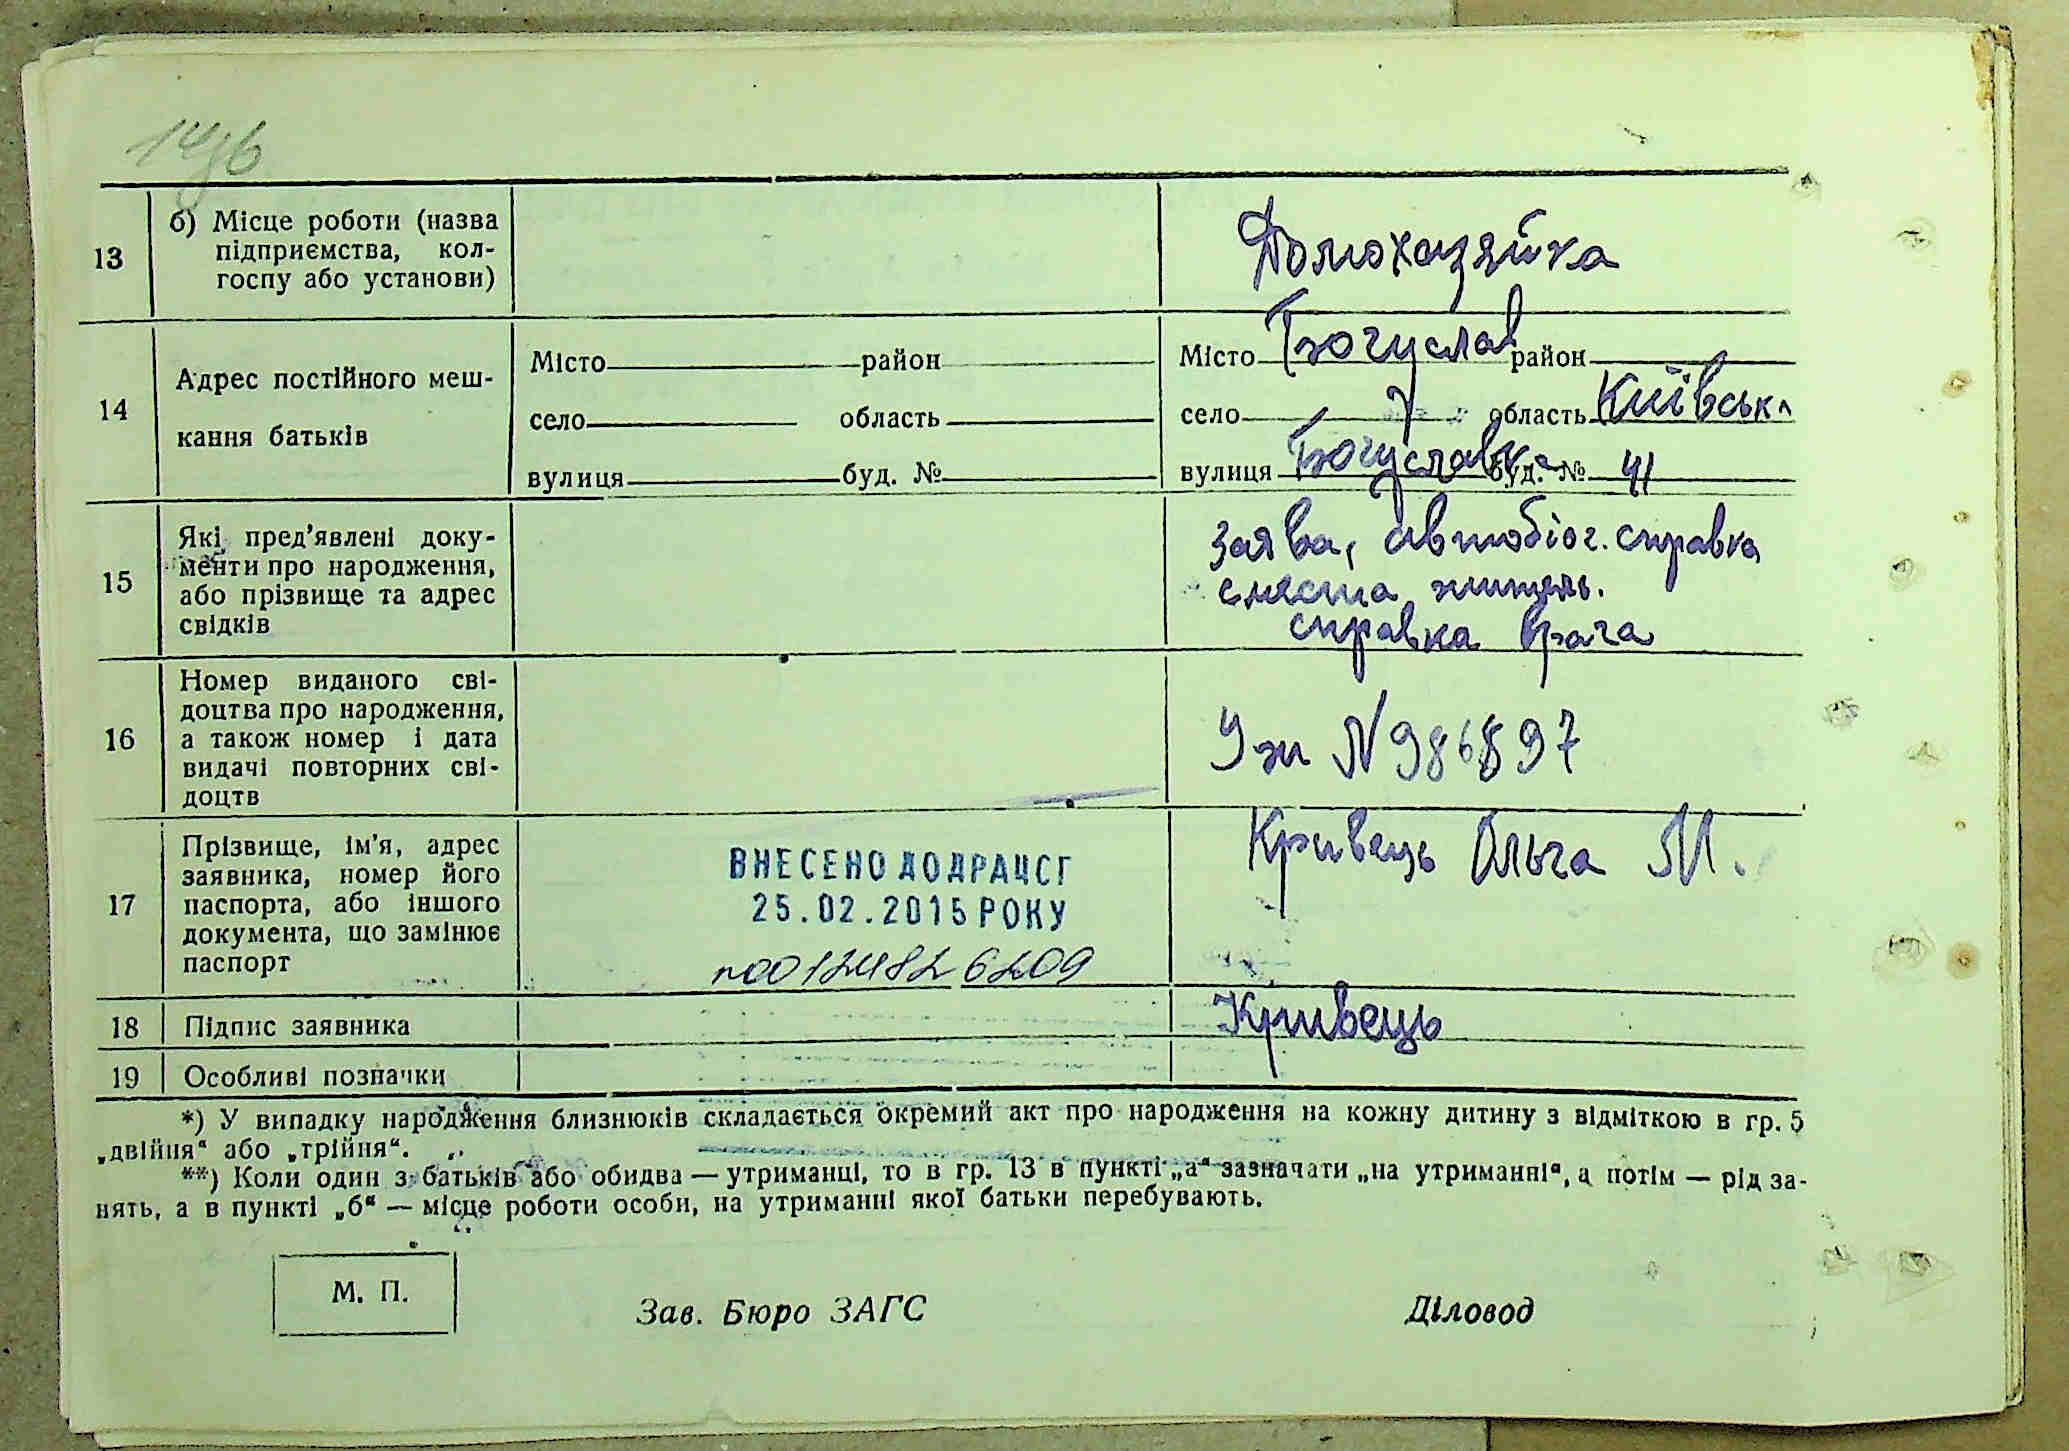 13
б) Місце роботи (назва
підприємства, кол-
госпу або установи)
Домохазяйка
14
Адрес постійного меш-
кання батьків
Місто район
село область
вулиця буд. №
Місто Богуслав район
село область Київськ
вулиця Богуславка буд. № 41
15
Які пред'явлені доку-
менти про народження,
або прізвище та адрес
свідків
заява, автобіог. справка
с места житель.
справка врача
16
Номер виданого сві-
доцтва про народження,
а також номер і дата
видачі повторних сві-
доцтв
N 986897
17
Прізвище, ім'я, адрес
заявника, номер його
паспорта, або іншого
документа, що замінює
паспорт
ВНЕСЕНО ДО ДРАЦСГ
25.02.2015 РОКУ
Кривець Ольга М.
18
Підпис заявника
Кривець
19
Особливі позначки
*) У випадку народження близнюків складається окремий акт про народження на кожну дитину з відміткою в гр. 5
„двійня“ або „трійня“.
**) Коли один з батьків або обидва — утриманці, то в гр. 13 в пункті „а“ зазначати „на утриманні“, а потім — рід за-
нять, а в пункті „б“ — місце роботи особи, на утриманні якої батьки перебувають.
М. П.
Зав. Бюро ЗАГС
Діловод